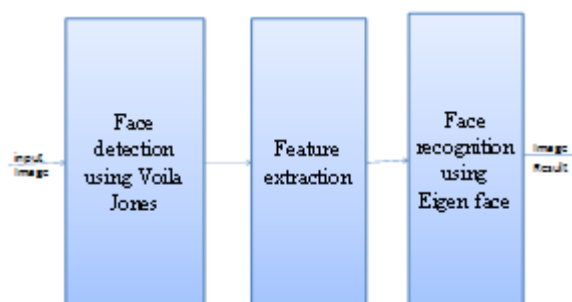 input
Image
Face
detection
using Voila
Jones
Feature
extraction
Face
recognition
using
Eigen face
Image
Result